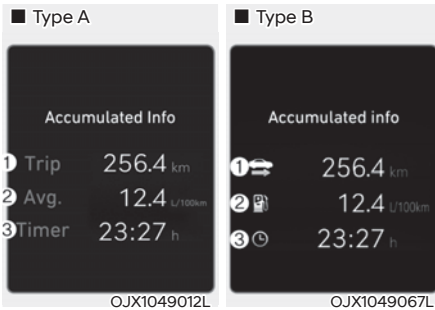 ■ Type A
Accumulated Info
1 Trip 256.4 km
2 Avg. 12.4 L/100km
3 Timer 23:27 h
OJX1049012L
■ Type B
Accumulated info
1 256.4 km
2 12.4 L/100km
3 23:27 h
OJX1049067L